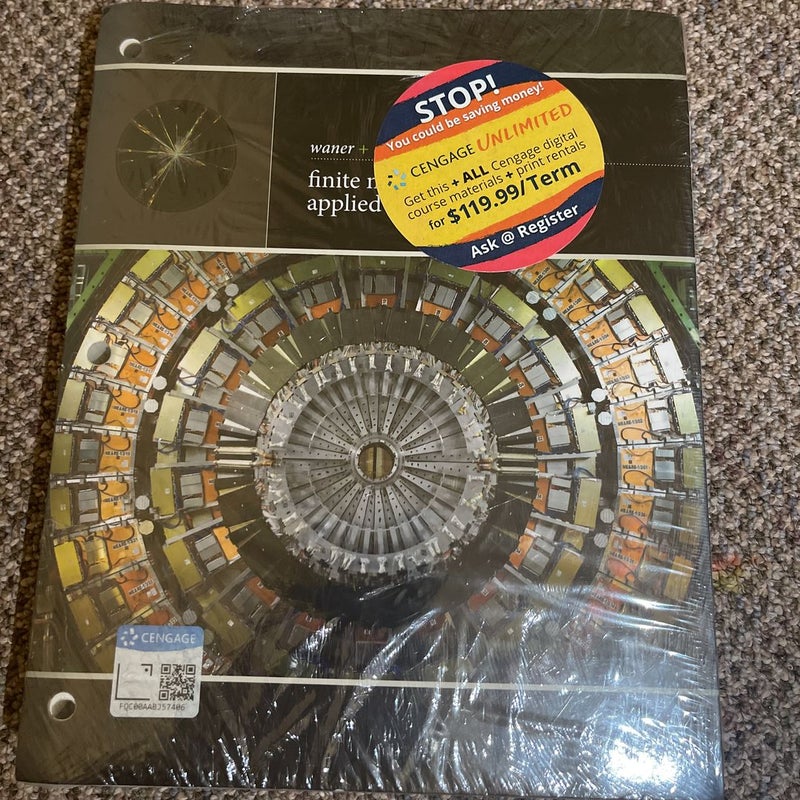 STOP!
You could be saving money!
CENGAGE UNLIMITED
Get this + ALL Cengage digital
course materials + print rentals
for $119.99/Term
Ask @ Register
waner +
finite
applied
CENGAGE